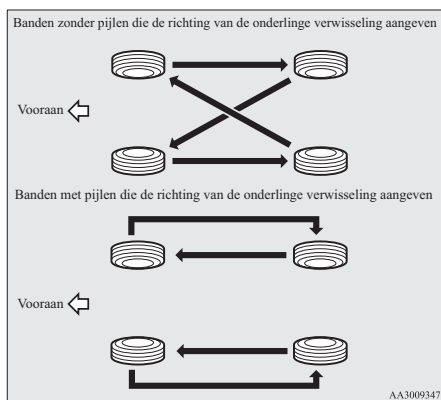 Banden zonder pijlen die de richting van de onderlinge verwisseling aangeven
Vooraan
Banden met pijlen die de richting van de onderlinge verwisseling aangeven
Vooraan
AA3009347